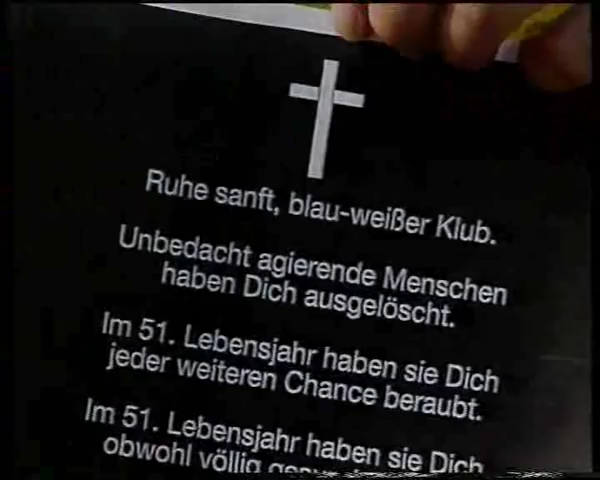 Ruhe sanft, blau-weißer Klub.
Unbedacht agierende Menschen
haben Dich ausgelöscht.
Im 51. Lebensjahr haben sie Dich
jeder weiteren Chance beraubt.
Im 51. Lebensjahr haben sie Dich
obwohl völlig